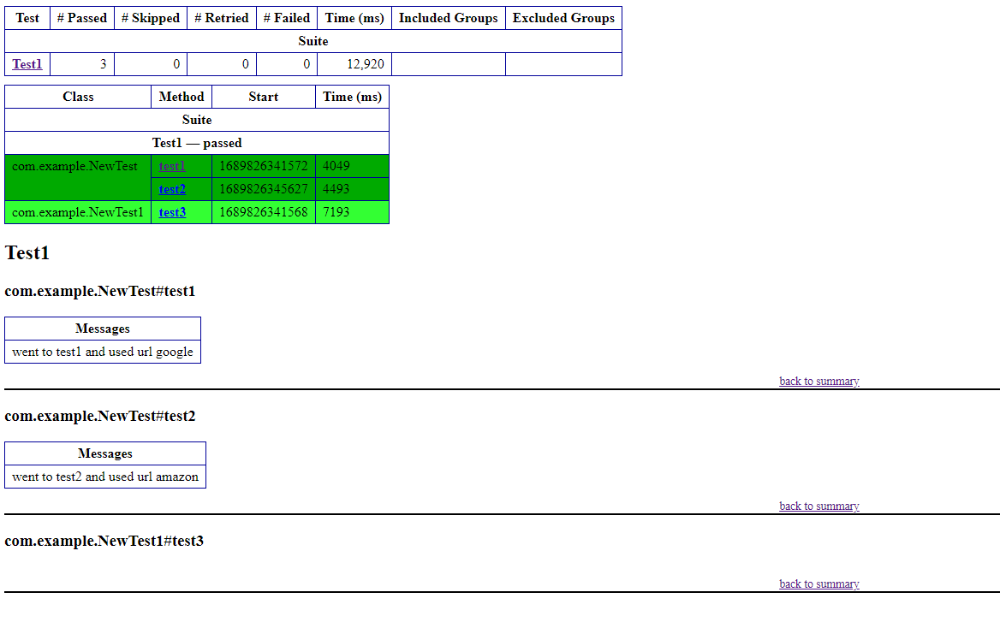 Test # Passed # Skipped # Retried # Failed Time (ms) Included Groups Excluded Groups
Suite
Test1 3 0 0 0 12,920
Class Method Start Time (ms)
Suite
Test1 — passed
com.example.NewTest test1 1689826341572 4049
test2 1689826345627 4493
com.example.NewTest1 test3 1689826341568 7193
Test1
com.example.NewTest#test1
Messages
went to test1 and used url google
back to summary
com.example.NewTest#test2
Messages
went to test2 and used url amazon
back to summary
com.example.NewTest1#test3
back to summary